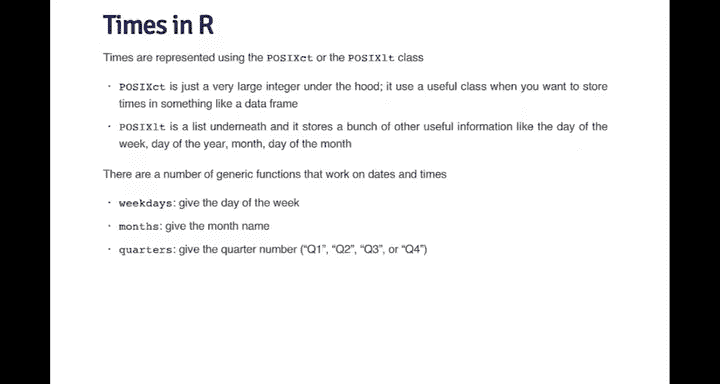 Times in R
Times are represented using the POSIXct or the POSIXlt class
· POSIXct is just a very large integer under the hood; it use a useful class when you want to store
times in something like a data frame
· POSIXlt is a list underneath and it stores a bunch of other useful information like the day of the
week, day of the year, month, day of the month
There are a number of generic functions that work on dates and times
· weekdays: give the day of the week
· months: give the month name
· quarters: give the quarter number (“Q1”, “Q2”, “Q3”, or “Q4”)